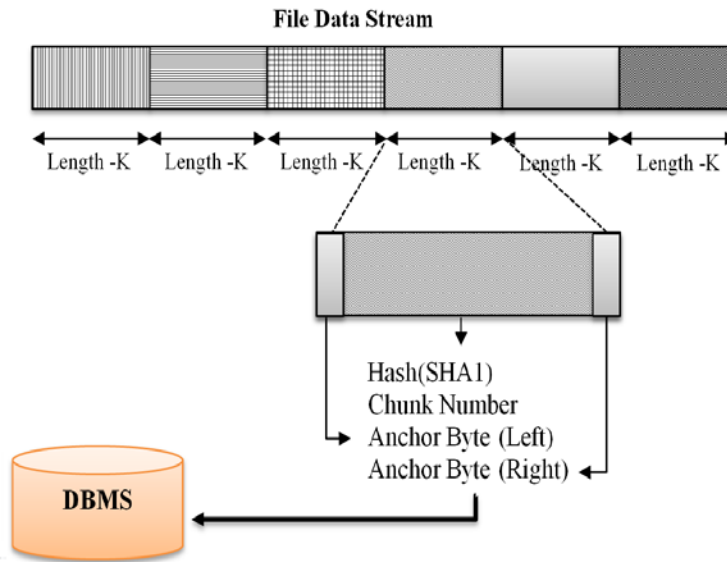 File Data Stream
Length -K Length -K Length -K Length -K Length -K Length -K
Hash(SHA1)
Chunk Number
Anchor Byte (Left)
Anchor Byte (Right)
DBMS